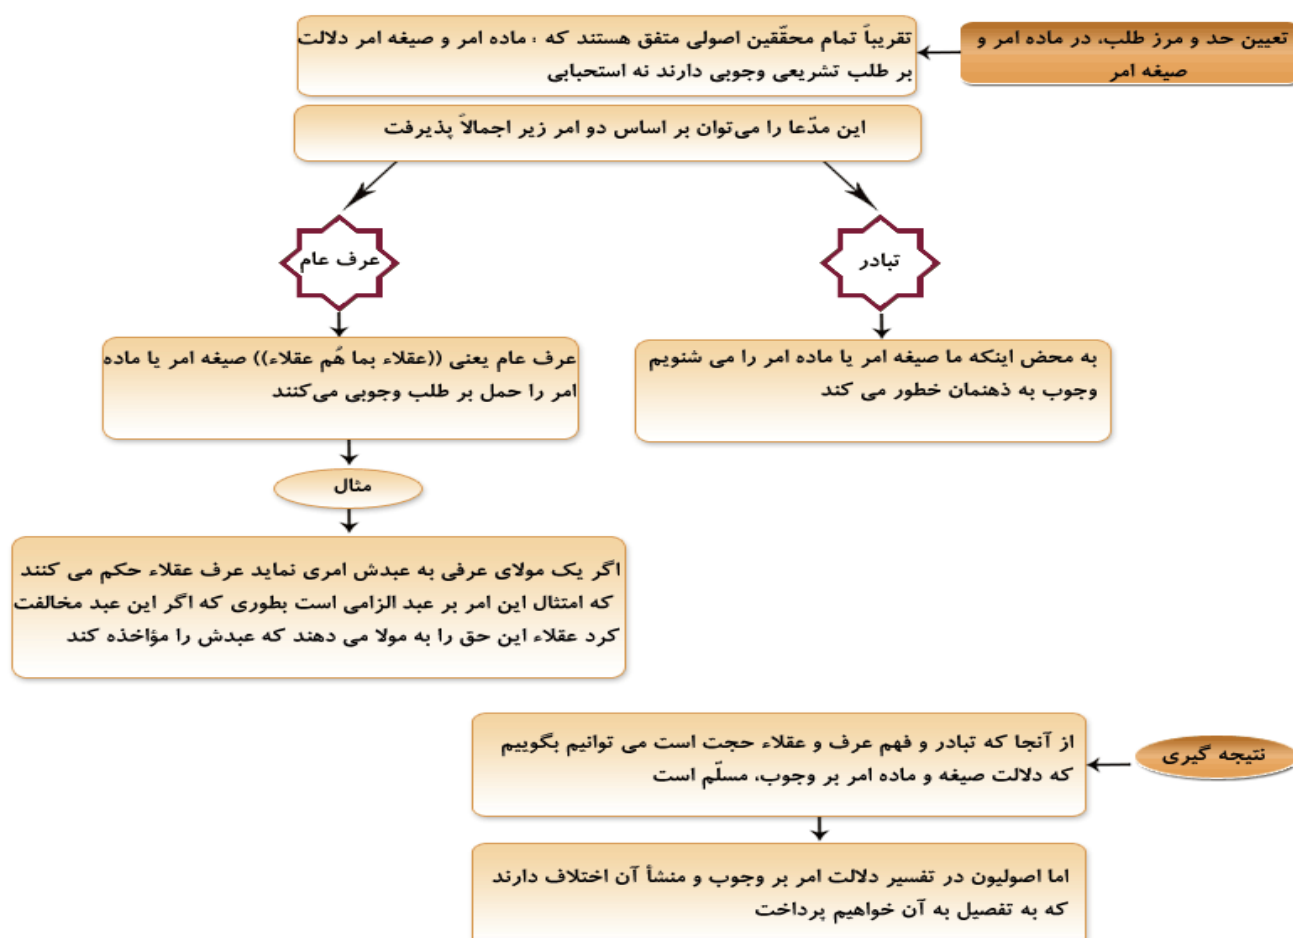 تعیین حد و مرز طلب، در ماده امر و
صیغه امر
تقریباً تمام محقّقین اصولی متفق هستند که : ماده امر و صیغه امر دلالت
بر طلب تشریعی وجوبی دارند نه استحبابی
این مدّعا را می‌توان بر اساس دو امر زیر اجمالاً پذیرفت
تبادر
به محض اینکه ما صیغه امر یا ماده امر را می شنویم
وجوب به ذهنمان خطور می کند
عرف عام
عرف عام یعنی ((عقلاء بما هُم عقلاء)) صیغه امر یا ماده
امر را حمل بر طلب وجوبی می‌کنند
مثال
اگر یک مولای عرفی به عبدش امری نماید عرف عقلاء حکم می کنند
که امتثال این امر بر عبد الزامی است بطوری که اگر این عبد مخالفت
کرد عقلاء این حق را به مولا می دهند که عبدش را مؤاخذه کند
نتیجه گیری
از آنجا که تبادر و فهم عرف و عقلاء حجت است می توانیم بگوییم
که دلالت صیغه و ماده امر بر وجوب، مسلّم است
اما اصولیون در تفسیر دلالت امر بر وجوب و منشأ آن اختلاف دارند
که به تفصیل به آن خواهیم پرداخت